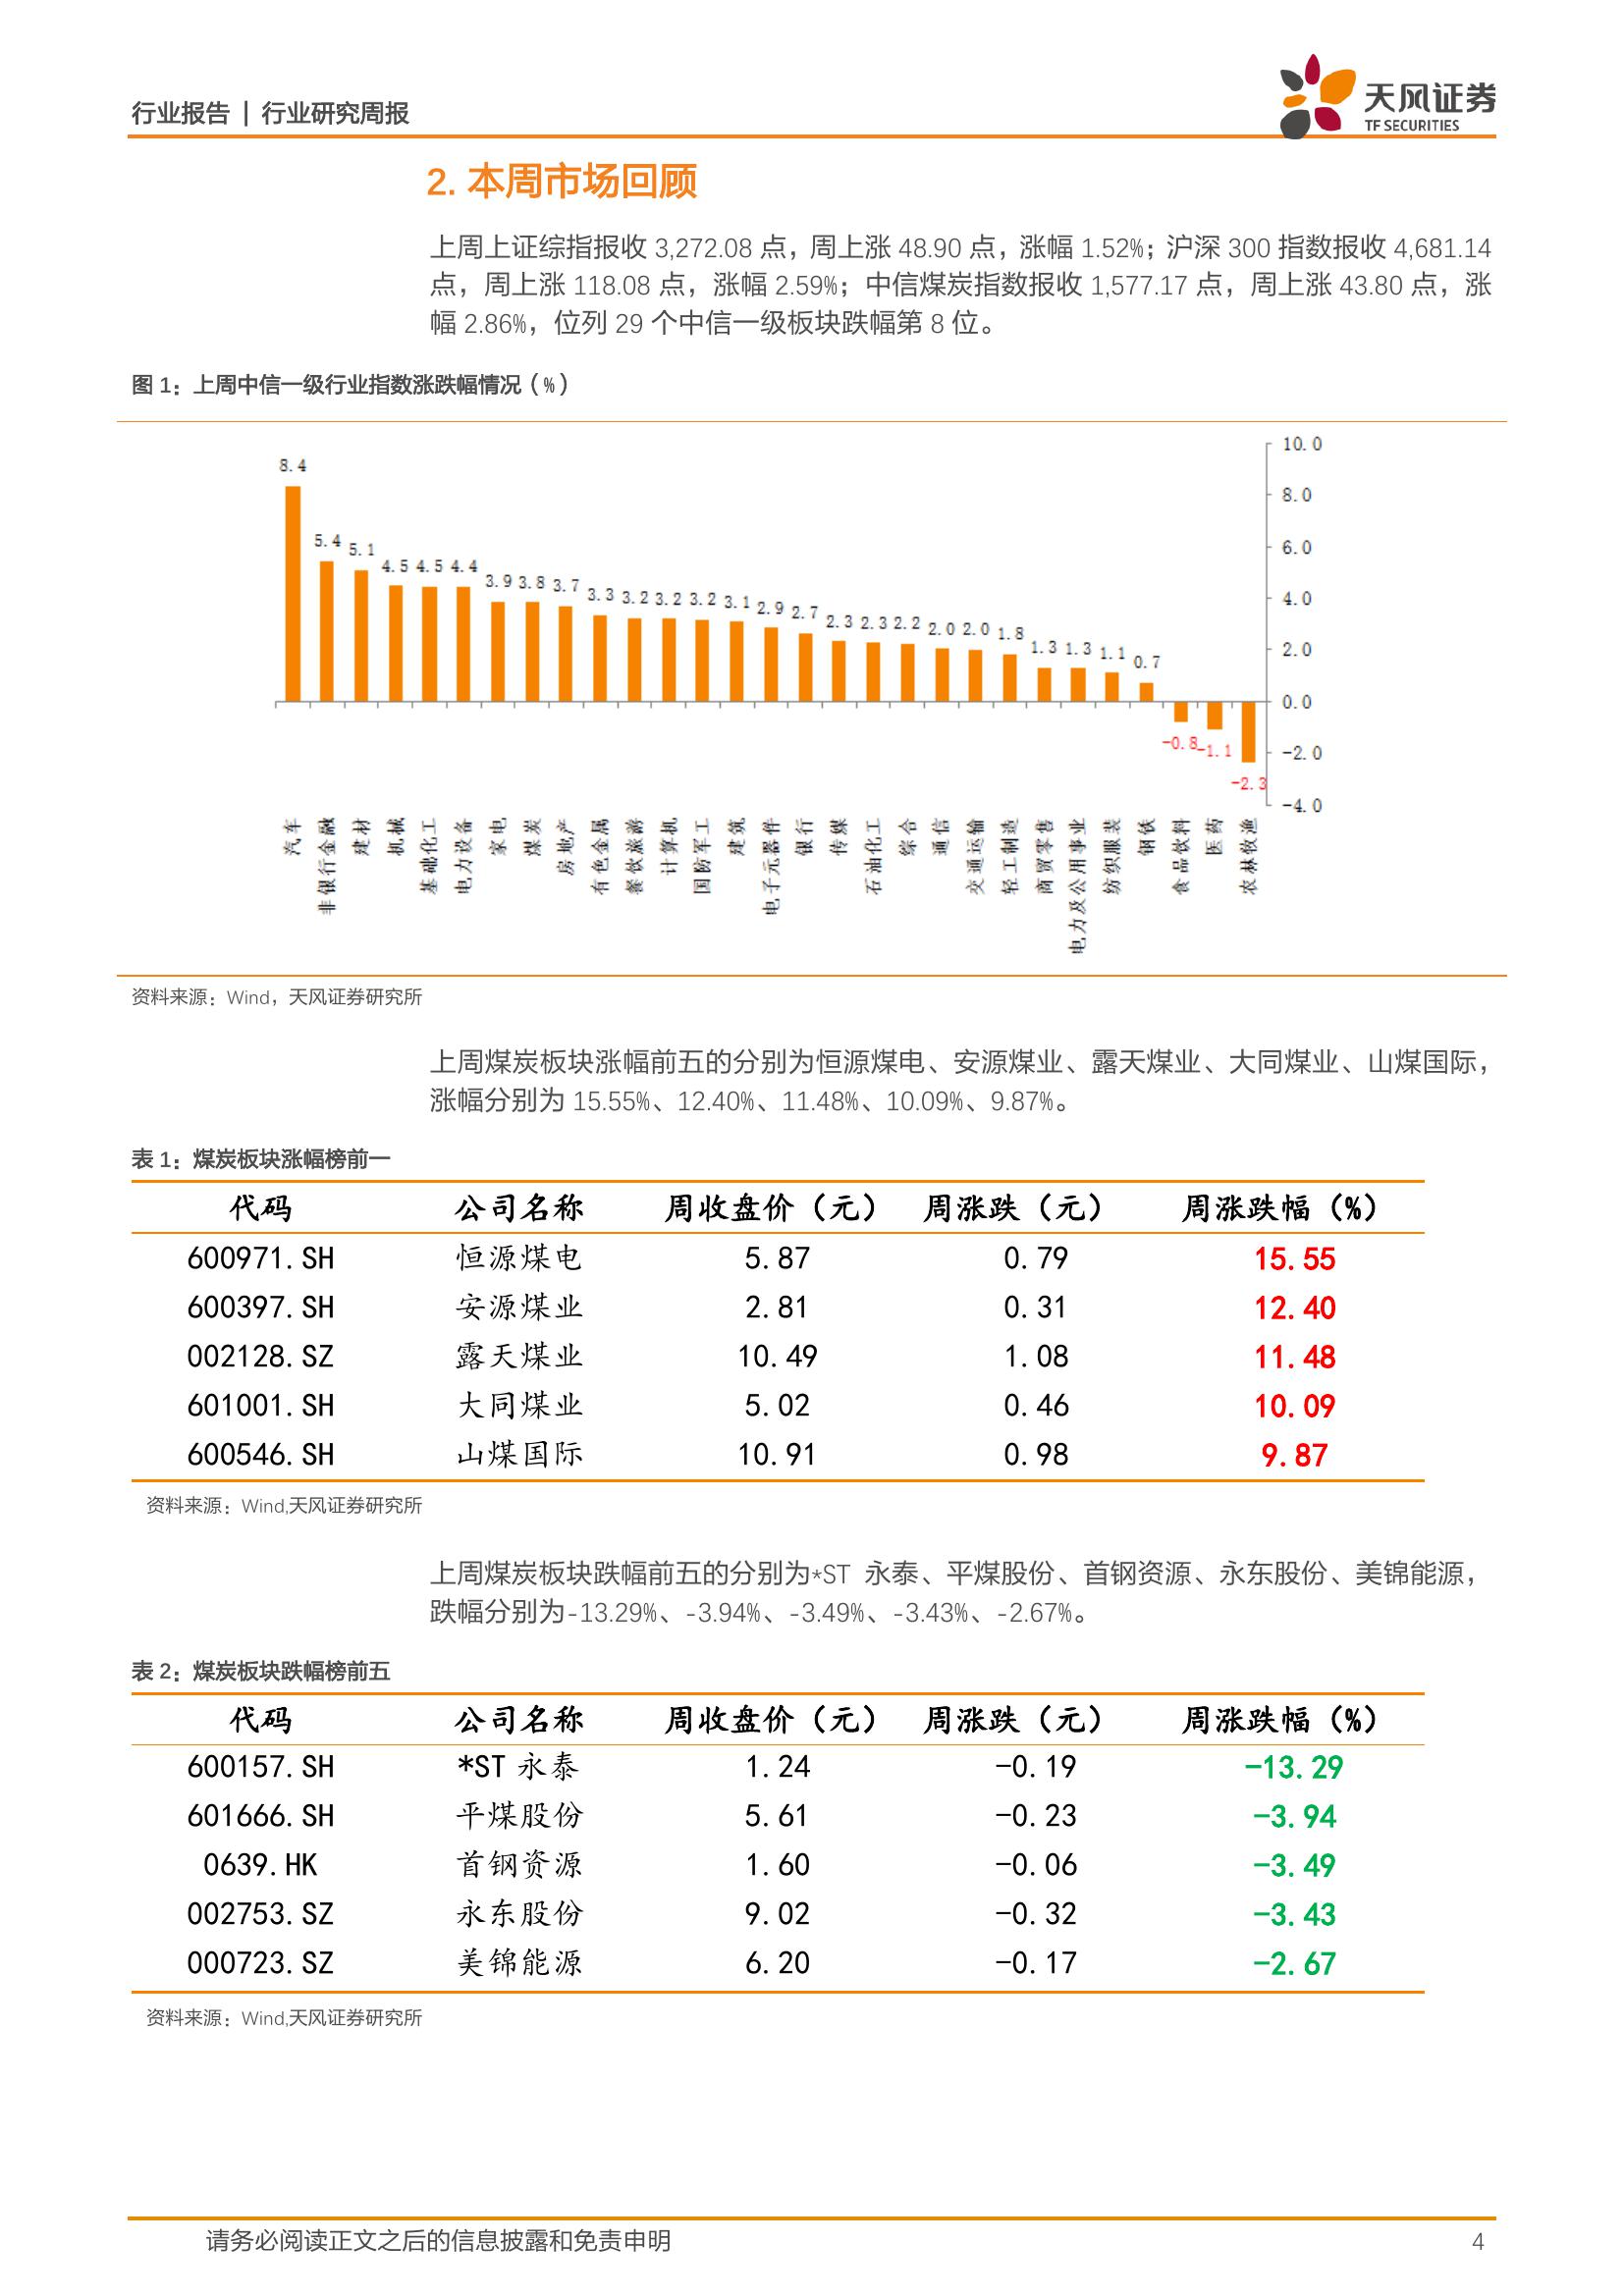 行业报告 | 行业研究周报
天风证券
TF SECURITIES
2. 本周市场回顾
上周上证综指报收 3,272.08 点，周上涨 48.90 点，涨幅 1.52%；沪深 300 指数报收 4,681.14
点，周上涨 118.08 点，涨幅 2.59%；中信煤炭指数报收 1,577.17 点，周上涨 43.80 点，涨
幅 2.86%，位列 29 个中信一级板块跌幅第 8 位。
图 1：上周中信一级行业指数涨跌幅情况（%）
10.0
8.0
6.0
4.0
2.0
0.0
-2.0
-4.0
8.4 5.4 5.1 4.5 4.5 4.4 3.9 3.8 3.7 3.3 3.2 3.2 3.2 3.1 2.9 2.7 2.3 2.3 2.2 2.0 2.0 1.8 1.3 1.3 1.1 0.7 -0.8 -1.1 -2.3
汽车
非银行金融
建材
机械
基础化工
电力设备
家电
煤炭
房地产
有色金属
餐饮旅游
计算机
国防军工
建筑
电子元器件
银行
传媒
石油化工
综合
通信
交通运输
轻工制造
商贸零售
电力及公用事业
纺织服装
钢铁
食品饮料
医药
农林牧渔
资料来源：Wind，天风证券研究所
上周煤炭板块涨幅前五的分别为恒源煤电、安源煤业、露天煤业、大同煤业、山煤国际，
涨幅分别为 15.55%、12.40%、11.48%、10.09%、9.87%。
表 1：煤炭板块涨幅榜前一
代码 公司名称 周收盘价（元） 周涨跌（元） 周涨跌幅（%）
600971.SH 恒源煤电 5.87 0.79 15.55
600397.SH 安源煤业 2.81 0.31 12.40
002128.SZ 露天煤业 10.49 1.08 11.48
601001.SH 大同煤业 5.02 0.46 10.09
600546.SH 山煤国际 10.91 0.98 9.87
资料来源：Wind,天风证券研究所
上周煤炭板块跌幅前五的分别为*ST 永泰、平煤股份、首钢资源、永东股份、美锦能源，
跌幅分别为-13.29%、-3.94%、-3.49%、-3.43%、-2.67%。
表 2：煤炭板块跌幅榜前五
代码 公司名称 周收盘价（元） 周涨跌（元） 周涨跌幅（%）
600157.SH *ST 永泰 1.24 -0.19 -13.29
601666.SH 平煤股份 5.61 -0.23 -3.94
0639.HK 首钢资源 1.60 -0.06 -3.49
002753.SZ 永东股份 9.02 -0.32 -3.43
000723.SZ 美锦能源 6.20 -0.17 -2.67
资料来源：Wind,天风证券研究所
请务必阅读正文之后的信息披露和免责申明 4